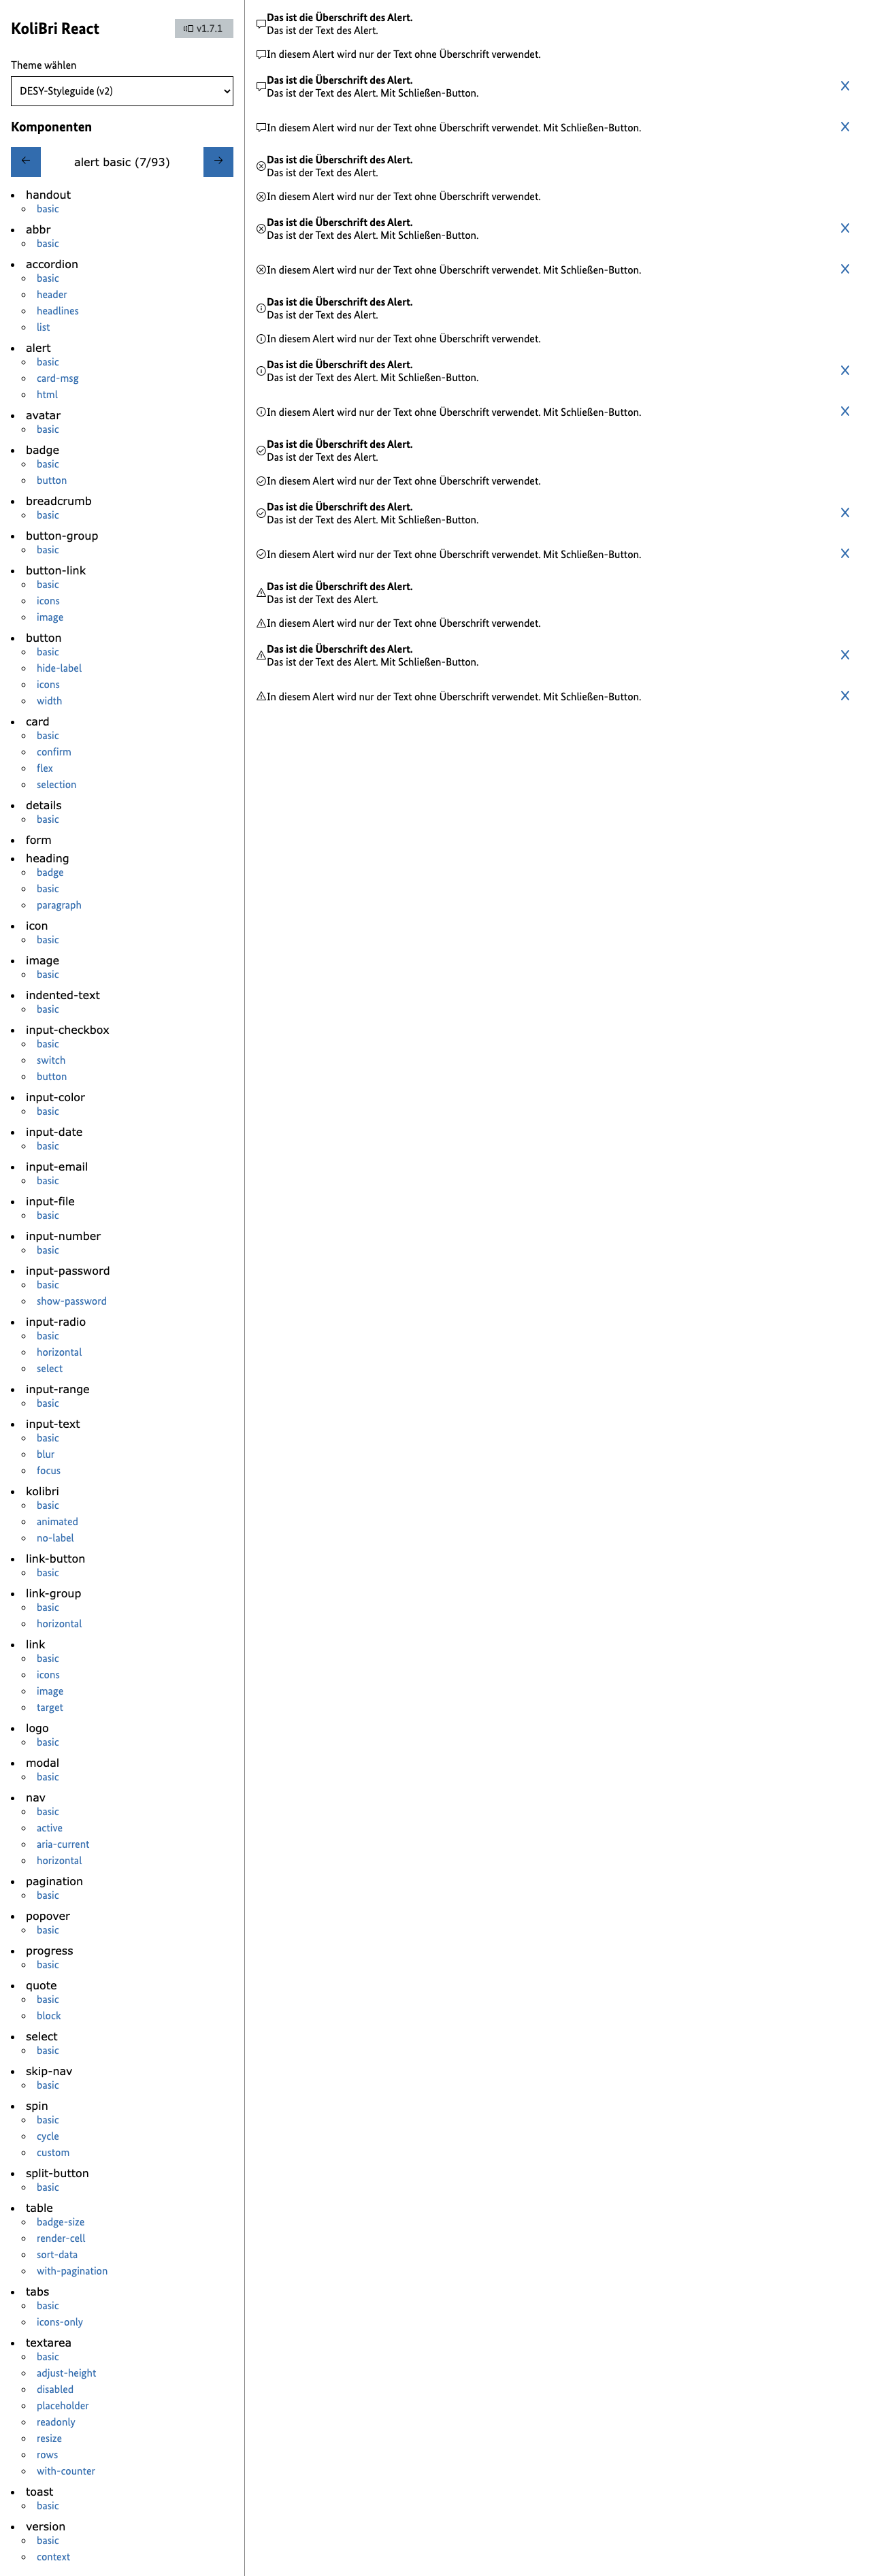 KoliBri React
v1.7.1
Theme wählen
DESY-Styleguide (v2)
Komponenten
← alert basic (7/93) →
handout
basic
abbr
basic
accordion
basic
header
headlines
list
alert
basic
card-msg
html
avatar
basic
badge
basic
button
breadcrumb
basic
button-group
basic
button-link
basic
icons
image
button
basic
hide-label
icons
width
card
basic
confirm
flex
selection
details
basic
form
heading
badge
basic
paragraph
icon
basic
image
basic
indented-text
basic
input-checkbox
basic
switch
button
input-color
basic
input-date
basic
input-email
basic
input-file
basic
input-number
basic
input-password
basic
show-password
input-radio
basic
horizontal
select
input-range
basic
input-text
basic
blur
focus
kolibri
basic
animated
no-label
link-button
basic
link-group
basic
horizontal
link
basic
icons
image
target
logo
basic
modal
basic
nav
basic
active
aria-current
horizontal
pagination
basic
popover
basic
progress
basic
quote
basic
block
select
basic
skip-nav
basic
spin
basic
cycle
custom
split-button
basic
table
badge-size
render-cell
sort-data
with-pagination
tabs
basic
icons-only
textarea
basic
adjust-height
disabled
placeholder
readonly
resize
rows
with-counter
toast
basic
version
basic
context
Das ist die Überschrift des Alert.
Das ist der Text des Alert.
In diesem Alert wird nur der Text ohne Überschrift verwendet.
Das ist die Überschrift des Alert.
Das ist der Text des Alert. Mit Schließen-Button.
In diesem Alert wird nur der Text ohne Überschrift verwendet. Mit Schließen-Button.
Das ist die Überschrift des Alert.
Das ist der Text des Alert.
In diesem Alert wird nur der Text ohne Überschrift verwendet.
Das ist die Überschrift des Alert.
Das ist der Text des Alert. Mit Schließen-Button.
In diesem Alert wird nur der Text ohne Überschrift verwendet. Mit Schließen-Button.
Das ist die Überschrift des Alert.
Das ist der Text des Alert.
In diesem Alert wird nur der Text ohne Überschrift verwendet.
Das ist die Überschrift des Alert.
Das ist der Text des Alert. Mit Schließen-Button.
In diesem Alert wird nur der Text ohne Überschrift verwendet. Mit Schließen-Button.
Das ist die Überschrift des Alert.
Das ist der Text des Alert.
In diesem Alert wird nur der Text ohne Überschrift verwendet.
Das ist die Überschrift des Alert.
Das ist der Text des Alert. Mit Schließen-Button.
In diesem Alert wird nur der Text ohne Überschrift verwendet. Mit Schließen-Button.
Das ist die Überschrift des Alert.
Das ist der Text des Alert.
In diesem Alert wird nur der Text ohne Überschrift verwendet.
Das ist die Überschrift des Alert.
Das ist der Text des Alert. Mit Schließen-Button.
In diesem Alert wird nur der Text ohne Überschrift verwendet. Mit Schließen-Button.